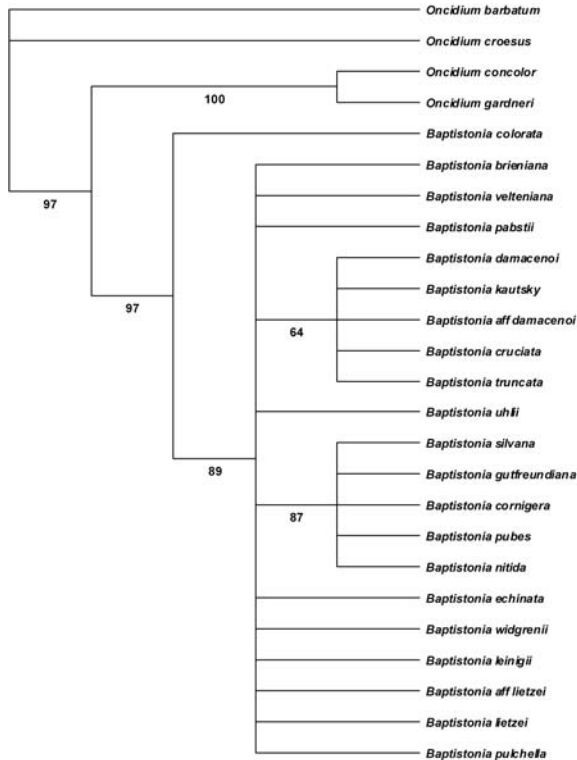 Oncidium barbatum
Oncidium croesus
Oncidium concolor
100
Oncidium gardneri
Baptistonia colorata
Baptistonia brieniana
97
Baptistonia velteniana
Baptistonia pabstii
Baptistonia damacenoi
Baptistonia kautsky
97
Baptistonia aff damacenoi
64
Baptistonia cruciata
Baptistonia truncata
Baptistonia uhlii
Baptistonia silvana
89
Baptistonia gutfreundiana
Baptistonia cornigera
87
Baptistonia pubes
Baptistonia nitida
Baptistonia echinata
Baptistonia widgrenii
Baptistonia leinigii
Baptistonia aff lietzei
Baptistonia lietzei
Baptistonia pulchella